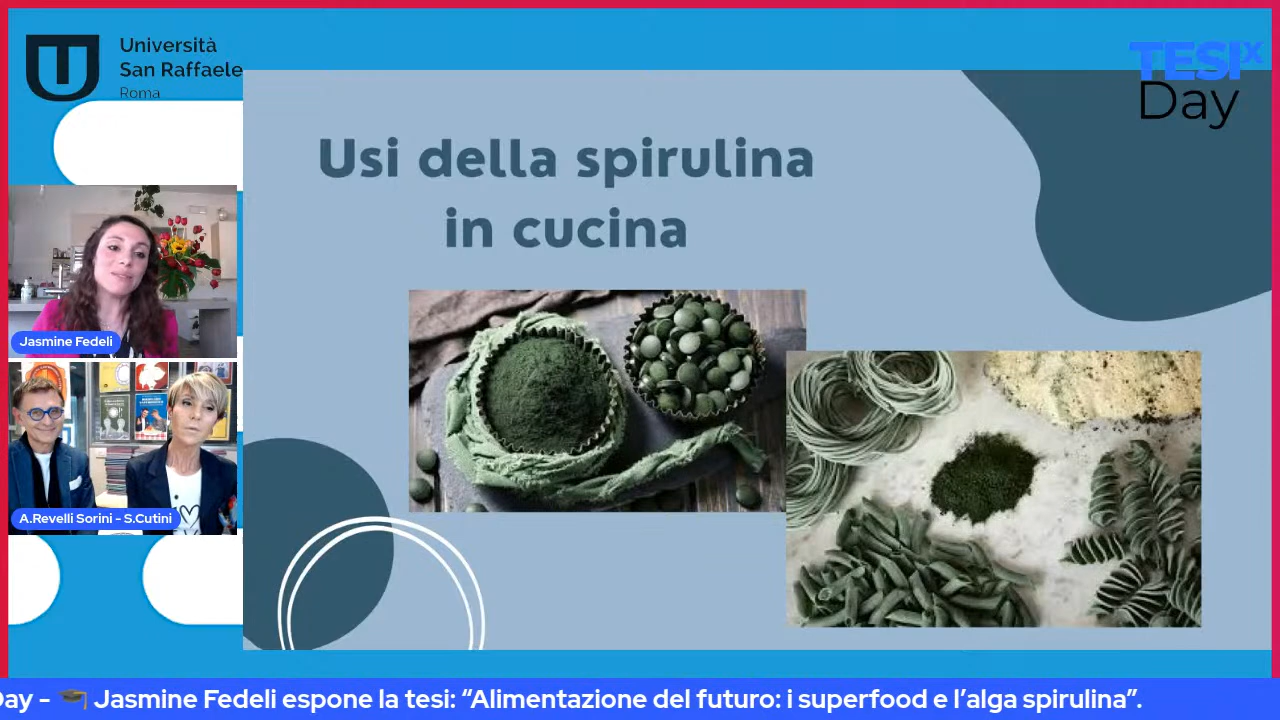 Università
San Raffaele
Roma
TESIX
Day
Usi della spirulina
in cucina
Jasmine Fedeli
A.Revelli Sorini - S.Cutini
Day - 🎓 Jasmine Fedeli espone la tesi: “Alimentazione del futuro: i superfood e l’alga spirulina”.